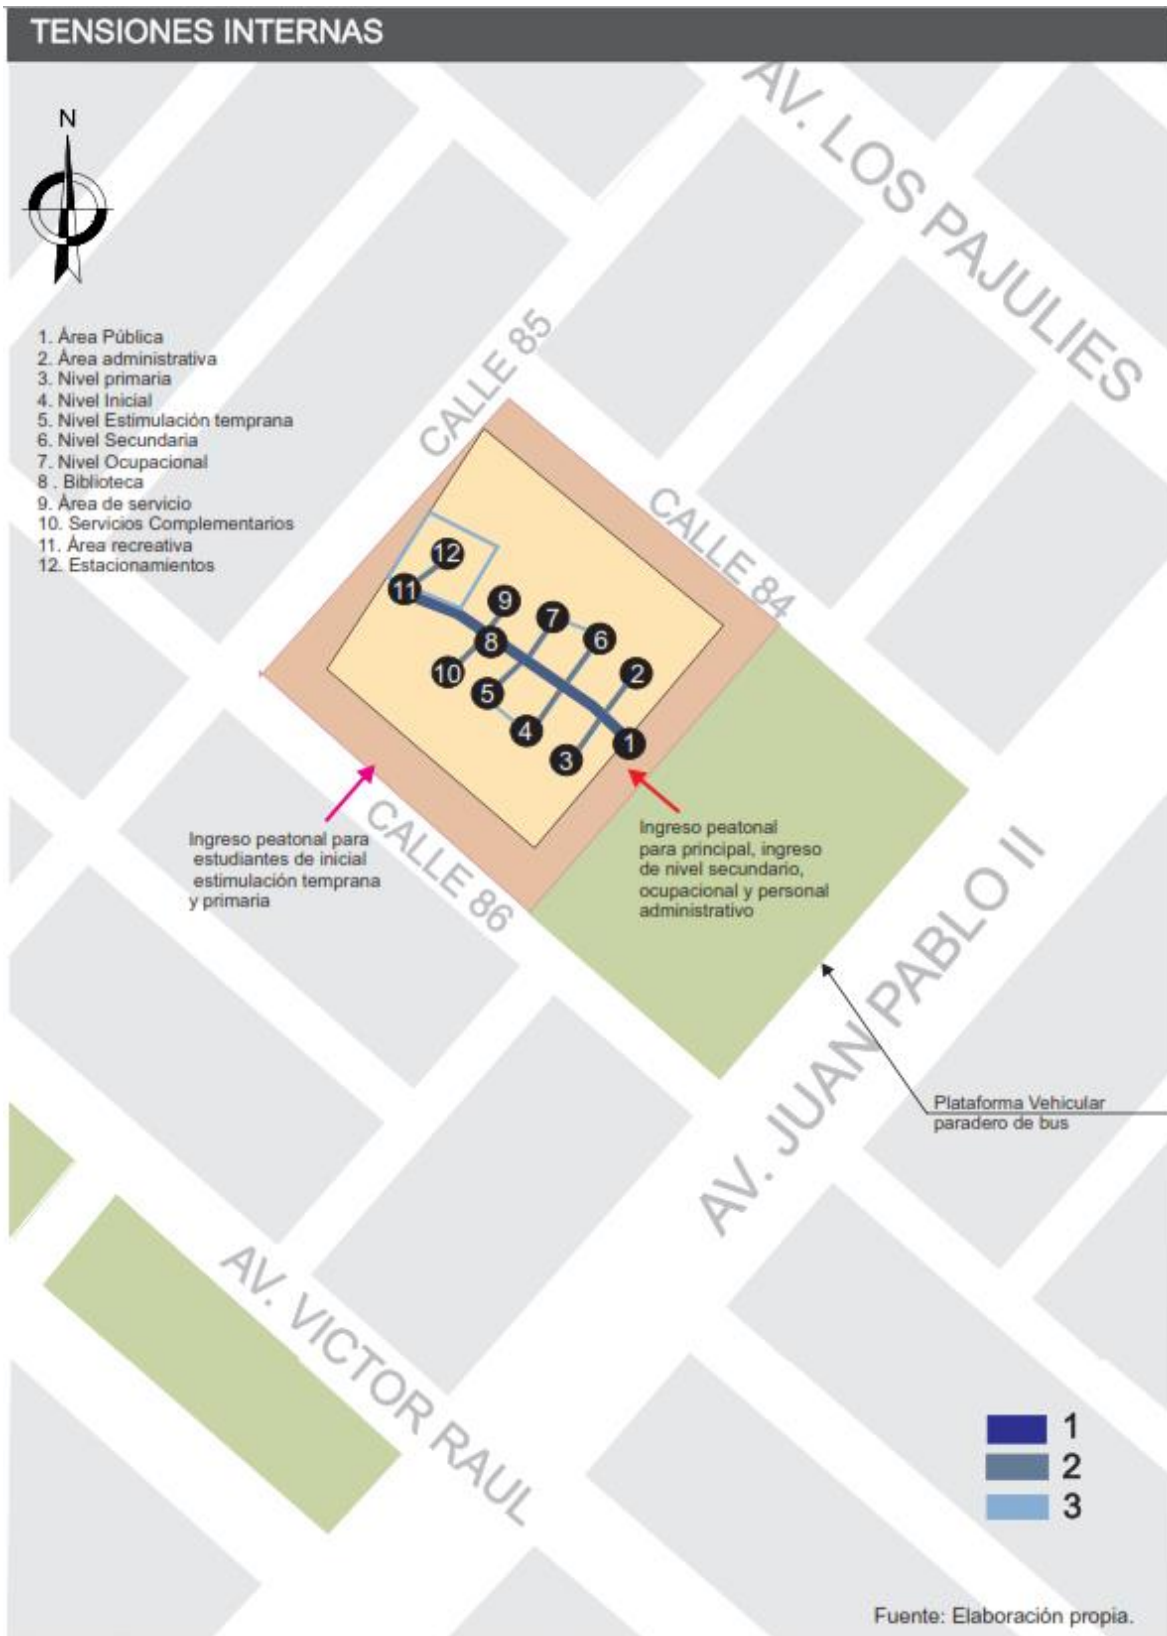 TENSIONES INTERNAS
N
AV. LOS PAJULIES
1. Área Pública
2. Área administrativa
3. Nivel primaria
4. Nivel Inicial
5. Nivel Estimulación temprana
6. Nivel Secundaria
7. Nivel Ocupacional
8 . Biblioteca
9. Área de servicio
10. Servicios Complementarios
11. Área recreativa
12. Estacionamientos
CALLE 85
CALLE 84
12
11
9
7
6
8
10
5
2
4
1
3
Ingreso peatonal para
estudiantes de inicial
estimulación temprana
y primaria
CALLE 86
Ingreso peatonal
para principal, ingreso
de nivel secundario,
ocupacional y personal
administrativo
AV. JUAN PABLO II
Plataforma Vehicular
paradero de bus
AV. VICTOR RAUL
1
2
3
Fuente: Elaboración propia.